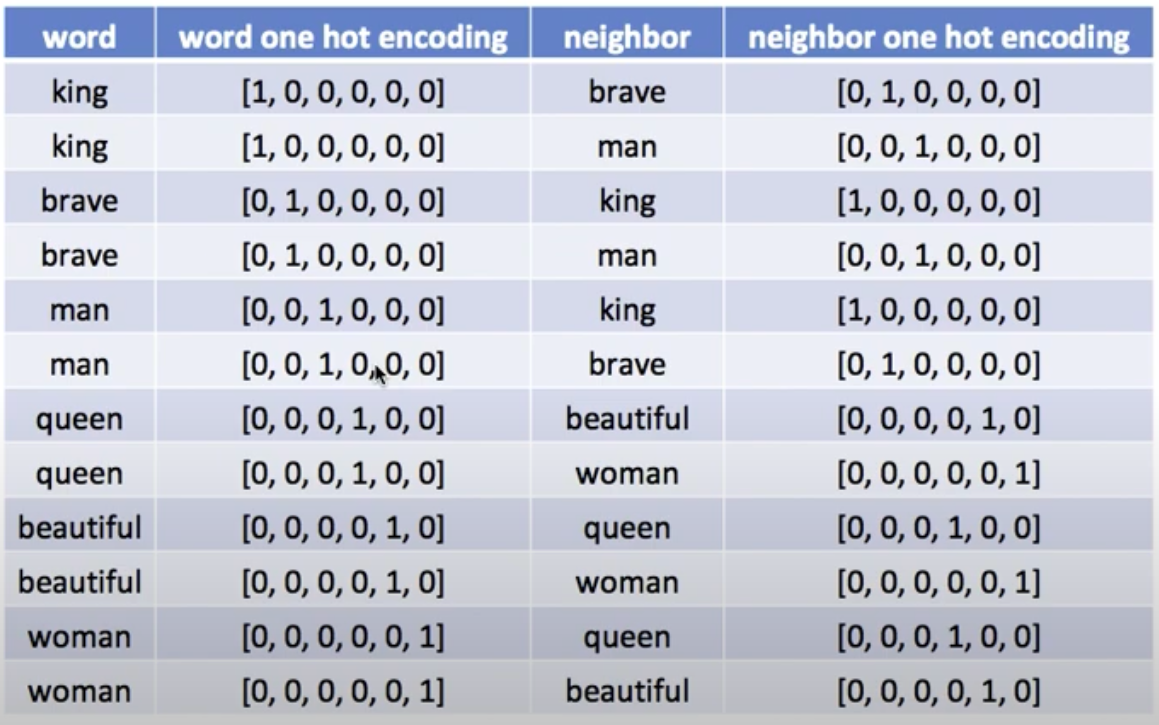 word word one hot encoding neighbor neighbor one hot encoding
king [1, 0, 0, 0, 0, 0] brave [0, 1, 0, 0, 0, 0]
king [1, 0, 0, 0, 0, 0] man [0, 0, 1, 0, 0, 0]
brave [0, 1, 0, 0, 0, 0] king [1, 0, 0, 0, 0, 0]
brave [0, 1, 0, 0, 0, 0] man [0, 0, 1, 0, 0, 0]
man [0, 0, 1, 0, 0, 0] king [1, 0, 0, 0, 0, 0]
man [0, 0, 1, 0, 0, 0] brave [0, 1, 0, 0, 0, 0]
queen [0, 0, 0, 1, 0, 0] beautiful [0, 0, 0, 0, 1, 0]
queen [0, 0, 0, 1, 0, 0] woman [0, 0, 0, 0, 0, 1]
beautiful [0, 0, 0, 0, 1, 0] queen [0, 0, 0, 1, 0, 0]
beautiful [0, 0, 0, 0, 1, 0] woman [0, 0, 0, 0, 0, 1]
woman [0, 0, 0, 0, 0, 1] queen [0, 0, 0, 1, 0, 0]
woman [0, 0, 0, 0, 0, 1] beautiful [0, 0, 0, 0, 1, 0]